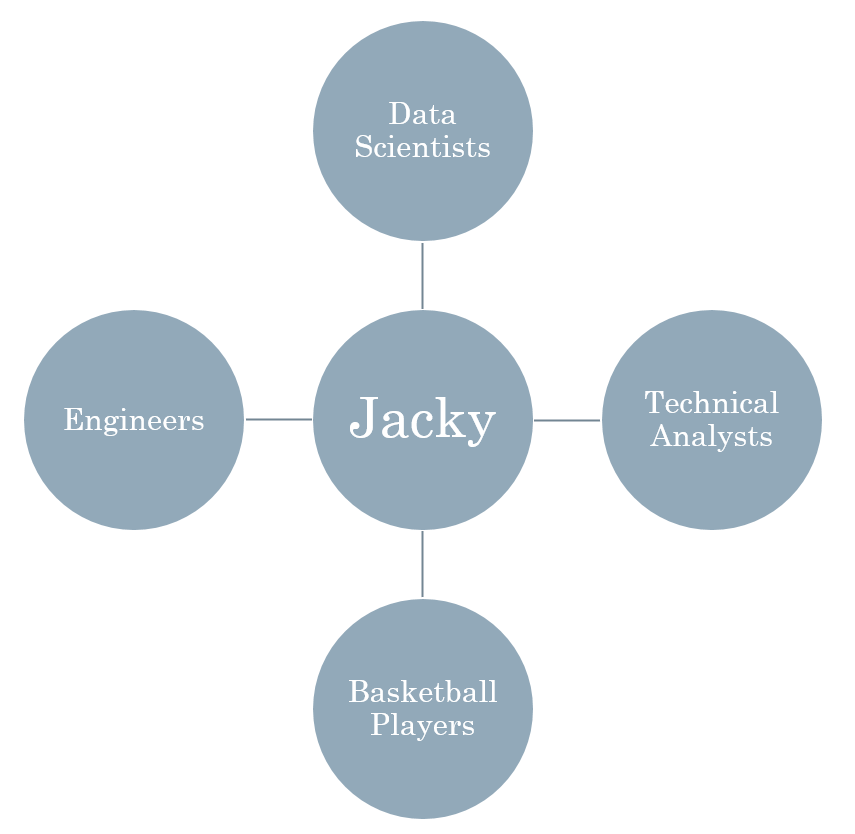 Data
Scientists
Engineers
Jacky
Technical
Analysts
Basketball
Players